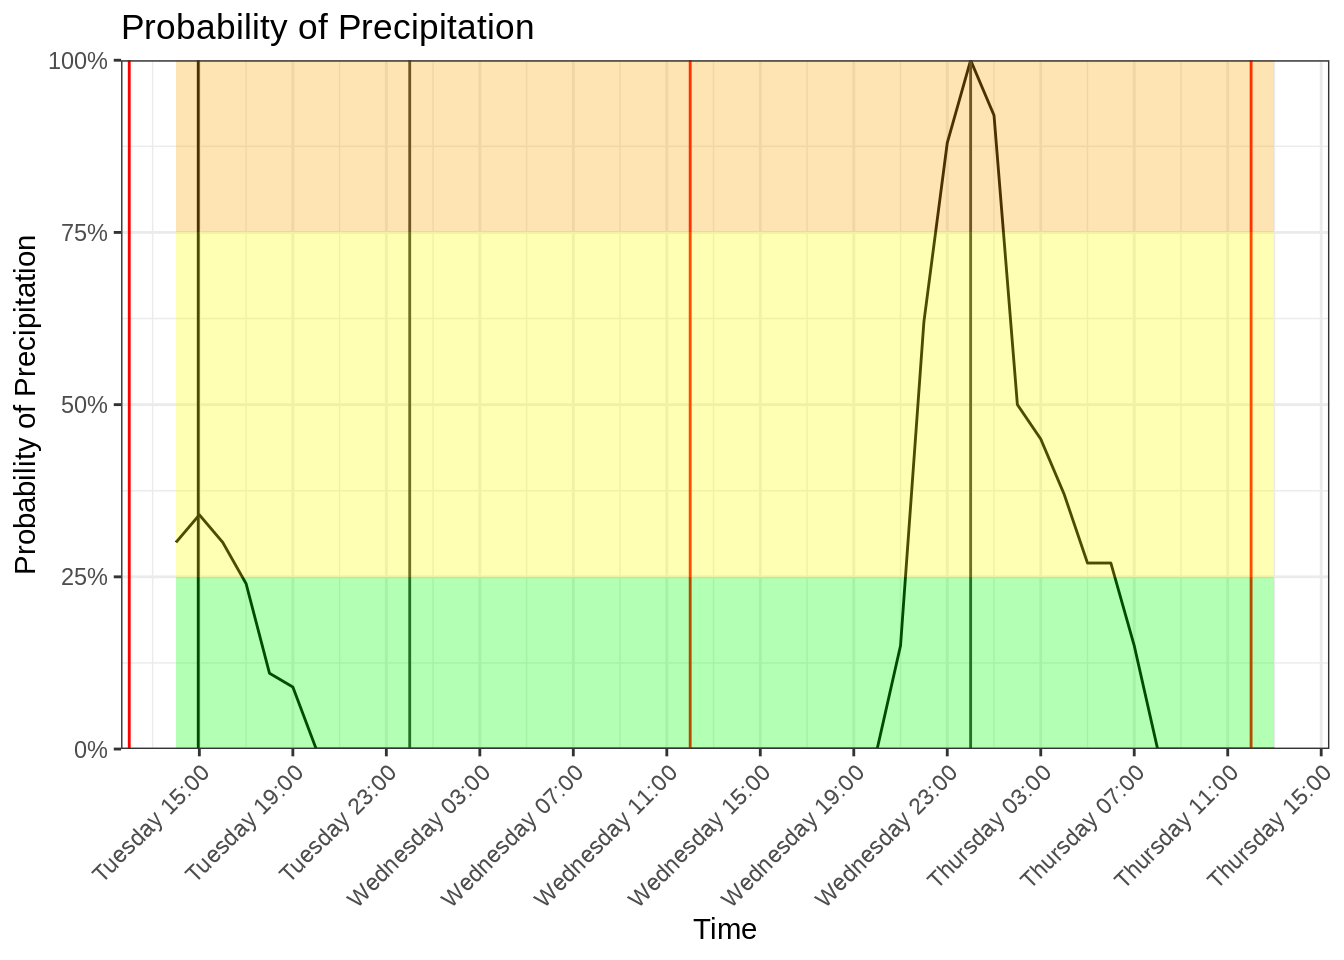 Probability of Precipitation
Probability of Precipitation
100%
75%
50%
25%
0%
Tuesday 15:00
Tuesday 19:00
Tuesday 23:00
Wednesday 03:00
Wednesday 07:00
Wednesday 11:00
Wednesday 15:00
Wednesday 19:00
Wednesday 23:00
Thursday 03:00
Thursday 07:00
Thursday 11:00
Thursday 15:00
Time